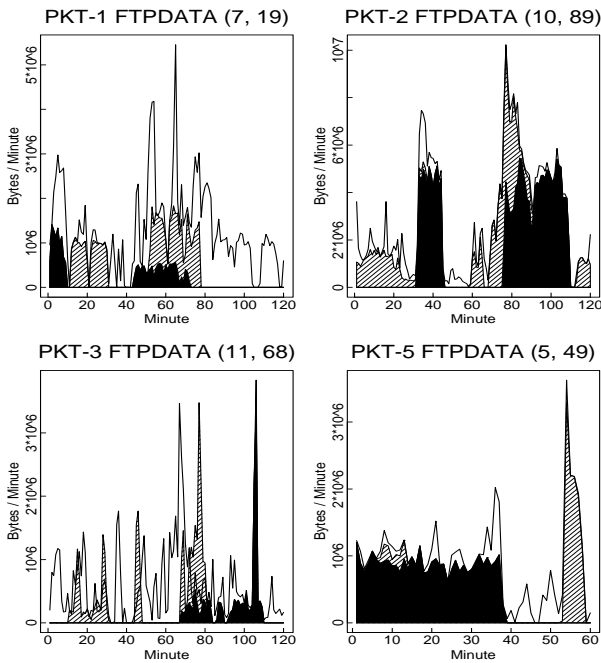 PKT-1 FTPDATA (7, 19)
Bytes / Minute
0
1*10^6
3*10^6
5*10^6
0 20 40 60 80 100 120
Minute
PKT-2 FTPDATA (10, 89)
Bytes / Minute
0
2*10^6
6*10^6
10^7
0 20 40 60 80 100 120
Minute
PKT-3 FTPDATA (11, 68)
Bytes / Minute
0
10^6
2*10^6
3*10^6
0 20 40 60 80 100 120
Minute
PKT-5 FTPDATA (5, 49)
Bytes / Minute
0
10^6
2*10^6
3*10^6
0 10 20 30 40 50 60
Minute